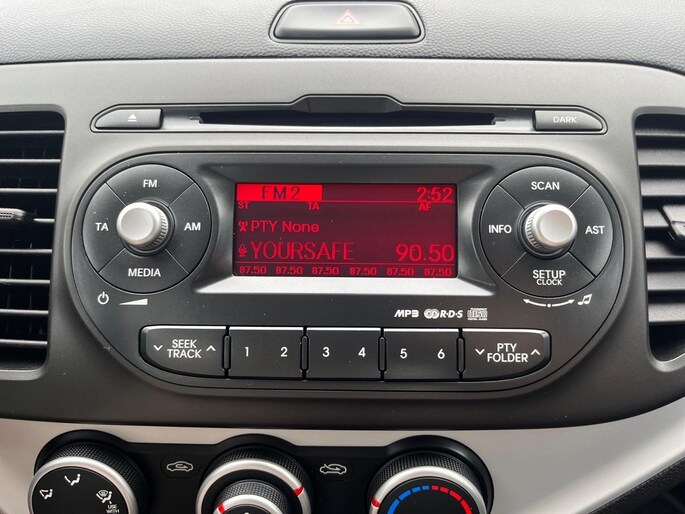 DARK
FM
TA
AM
MEDIA
FM2 2:52
ST TA AF
PTY None
YOURSAFE 90.50
87.50 87.50 87.50 87.50 87.50 87.50
SCAN
INFO
AST
SETUP
CLOCK
MP3 R·D·S
SEEK
TRACK
1 2
3 4
5 6
PTY
FOLDER
USE WITH